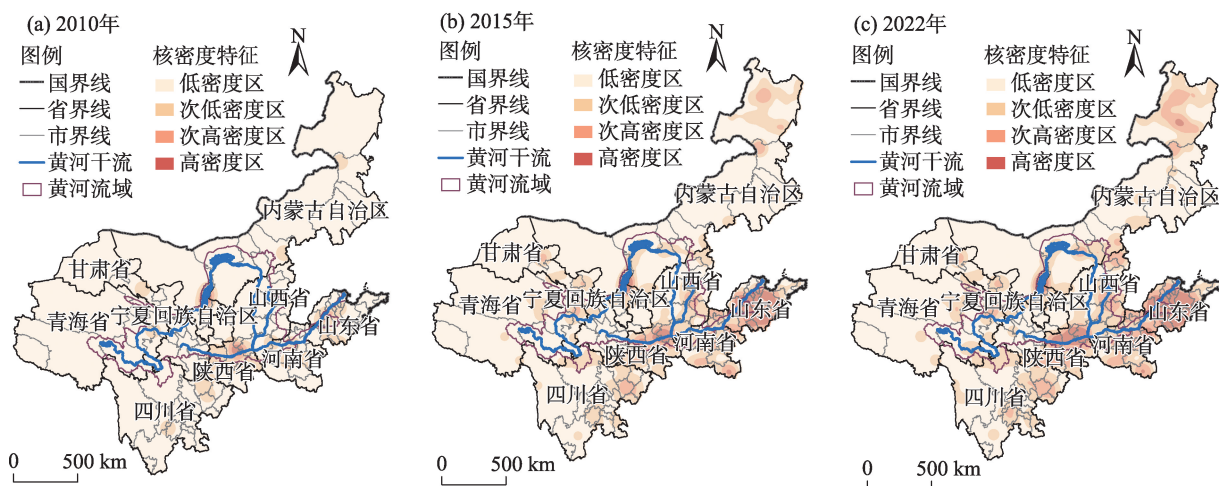 (a) 2010年
N
图例
核密度特征
国界线
低密度区
省界线
次低密度区
市界线
次高密度区
黄河干流
高密度区
黄河流域
内蒙古自治区
甘肃省
山西省
青海省
宁夏回族自治区
山东省
河南省
陕西省
四川省
0 500 km
(b) 2015年
N
图例
核密度特征
国界线
低密度区
省界线
次低密度区
市界线
次高密度区
黄河干流
高密度区
黄河流域
内蒙古自治区
甘肃省
山西省
青海省
宁夏回族自治区
山东省
河南省
陕西省
四川省
0 500 km
(c) 2022年
N
图例
核密度特征
国界线
低密度区
省界线
次低密度区
市界线
次高密度区
黄河干流
高密度区
黄河流域
内蒙古自治区
甘肃省
山西省
青海省
宁夏回族自治区
山东省
河南省
陕西省
四川省
0 500 km